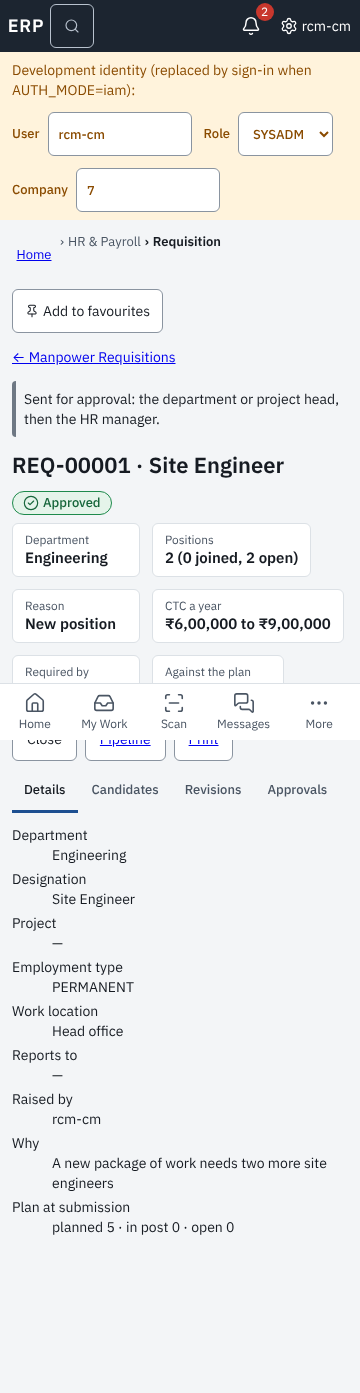 ERP
2
rcm-cm
Development identity (replaced by sign-in when
AUTH_MODE=iam):
User rcm-cm Role SYSADM
Company 7
Home › HR & Payroll › Requisition
Add to favourites
← Manpower Requisitions
Sent for approval: the department or project head,
then the HR manager.
REQ-00001 · Site Engineer
Approved
Department
Engineering
Positions
2 (0 joined, 2 open)
Reason
New position
CTC a year
₹6,00,000 to ₹9,00,000
Required by
Against the plan
Home My Work Scan Messages More
Close Pipeline Print
Details Candidates Revisions Approvals
Department
Engineering
Designation
Site Engineer
Project
—
Employment type
PERMANENT
Work location
Head office
Reports to
—
Raised by
rcm-cm
Why
A new package of work needs two more site
engineers
Plan at submission
planned 5 · in post 0 · open 0